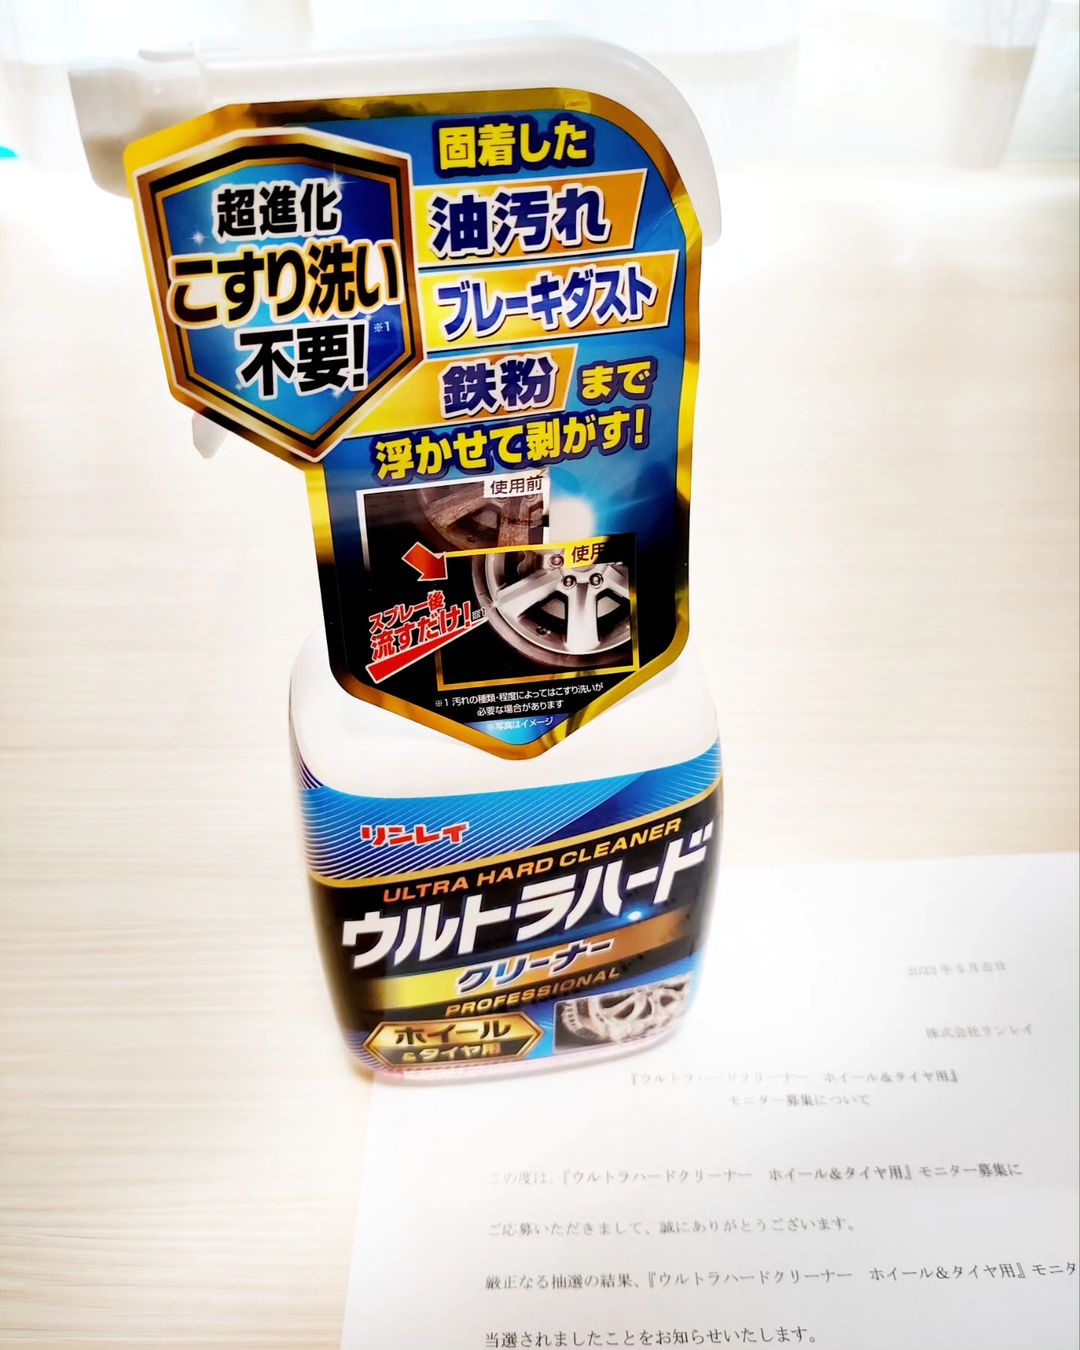 超進化
こすり洗い
不要!
※1
固着した
油汚れ
ブレーキダスト
鉄粉 まで
浮かせて剥がす!
使用前
使用
スプレー後
流すだけ!※1
※1 汚れの種類・程度によってはこすり洗いが
必要な場合があります
※写真はイメージ
リンレイ
ULTRA HARD CLEANER
ウルトラハード
クリーナー
PROFESSIONAL
ホイール
&タイヤ用
2023年5月吉日
株式会社リンレイ
『ウルトラハードクリーナー ホイール&タイヤ用』
モニター募集について
この度は、『ウルトラハードクリーナー ホイール&タイヤ用』モニター募集に
ご応募いただきまして、誠にありがとうございます。
厳正なる抽選の結果、『ウルトラハードクリーナー ホイール&タイヤ用』モニタ
当選されましたことをお知らせいたします。